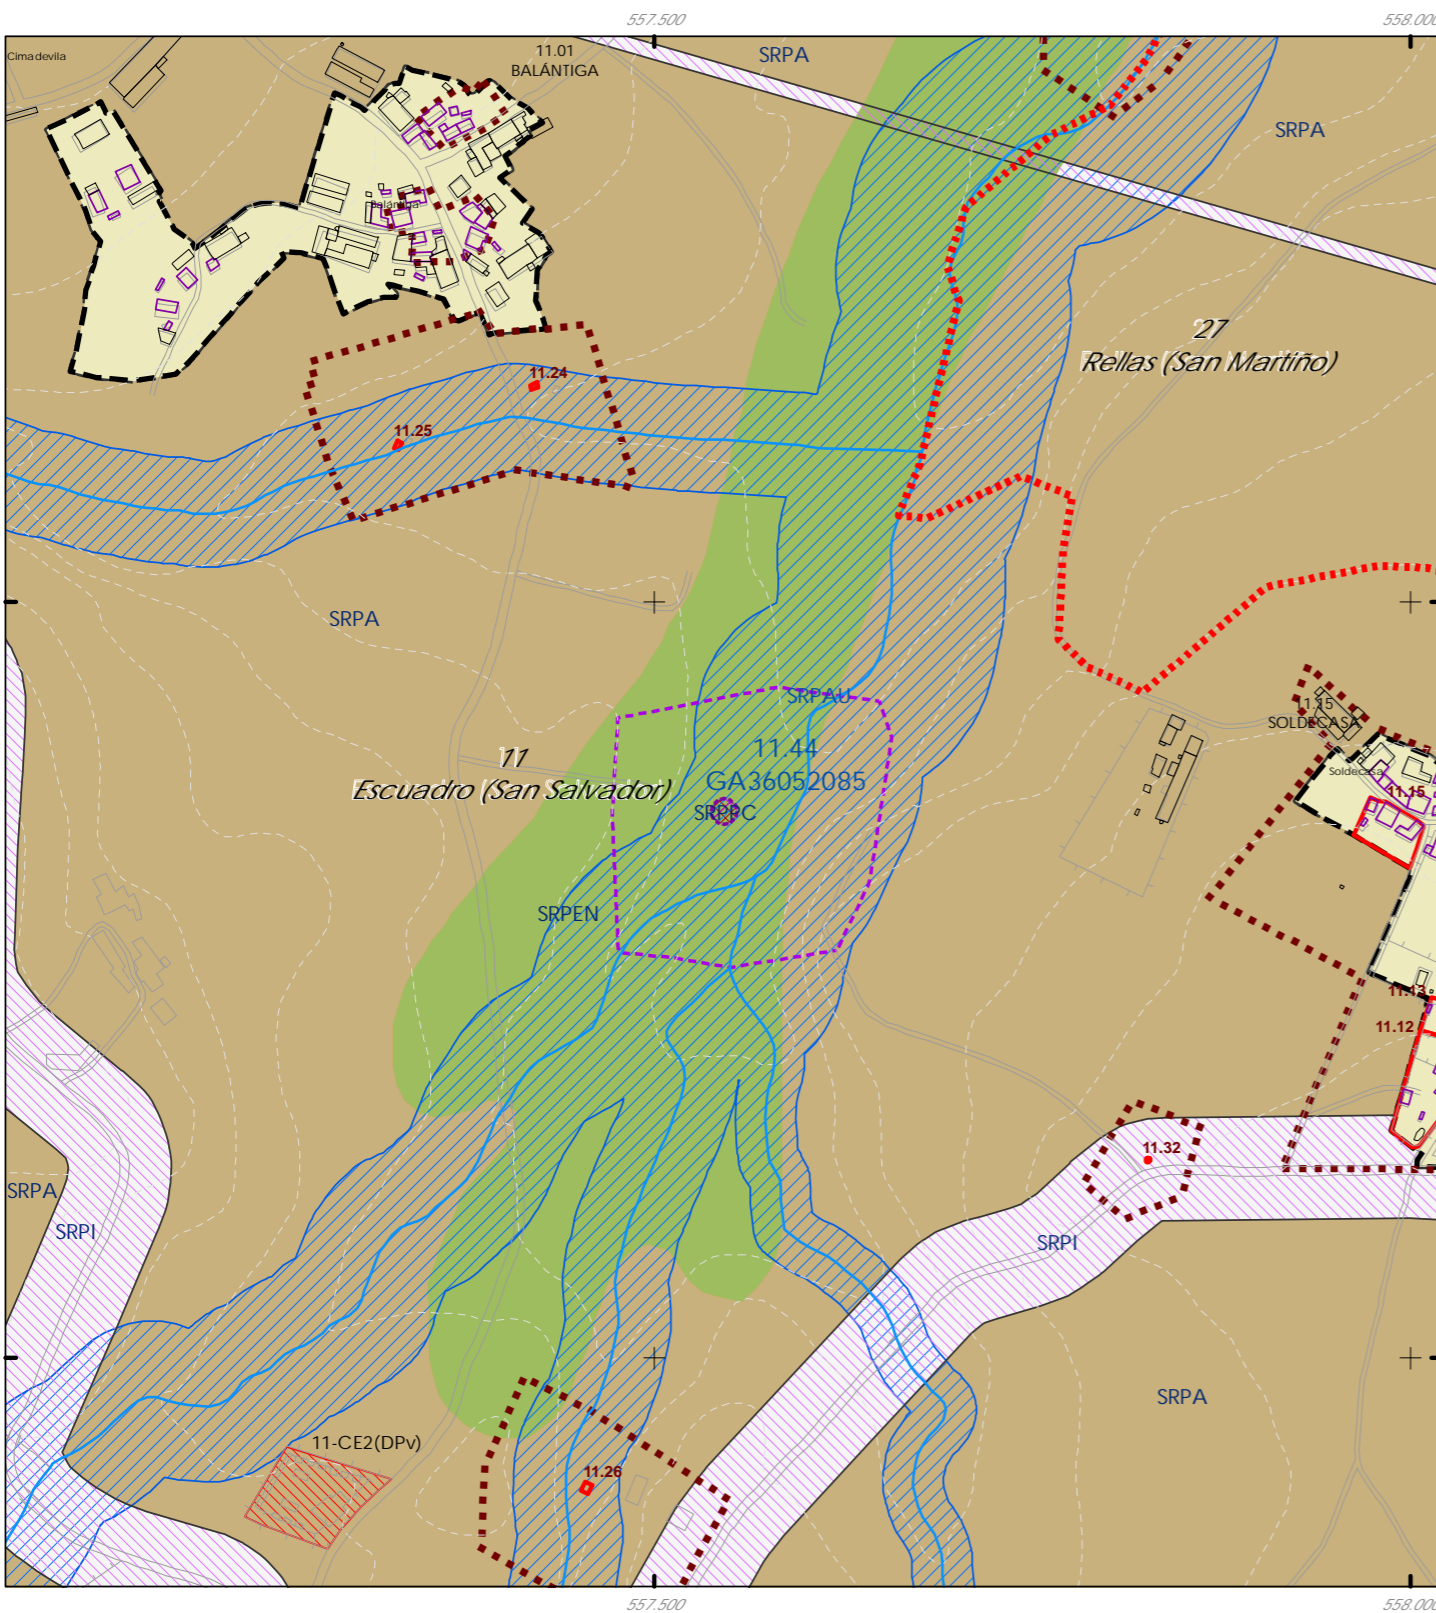 557.500
558.000
Cimadevila
11.01
BALÁNTIGA
SRPA
SRPA
Balántiga
27
Rellas (San Martiño)
11.24
11.25
SRPA
SRPAU
11.15
SOLDECASA
11
Escuadro (San Salvador)
11.44
GA36052085
SRPPC
Soldecasa
11.15
SRPEN
11.13
11.12
11.32
SRPA
SRPI
SRPI
SRPA
11-CE2(DPv)
11.26
557.500
558.000